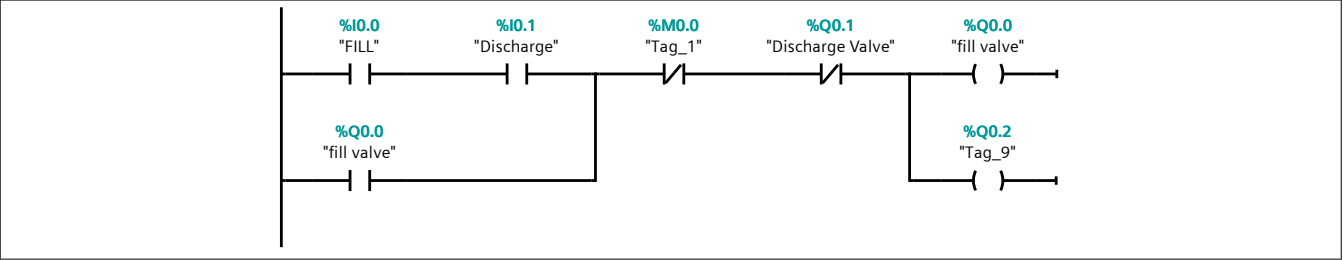 %I0.0 %I0.1 %M0.0 %Q0.1 %Q0.0
"FILL" "Discharge" "Tag_1" "Discharge Valve" "fill valve"
%Q0.0 %Q0.2
"fill valve" "Tag_9"